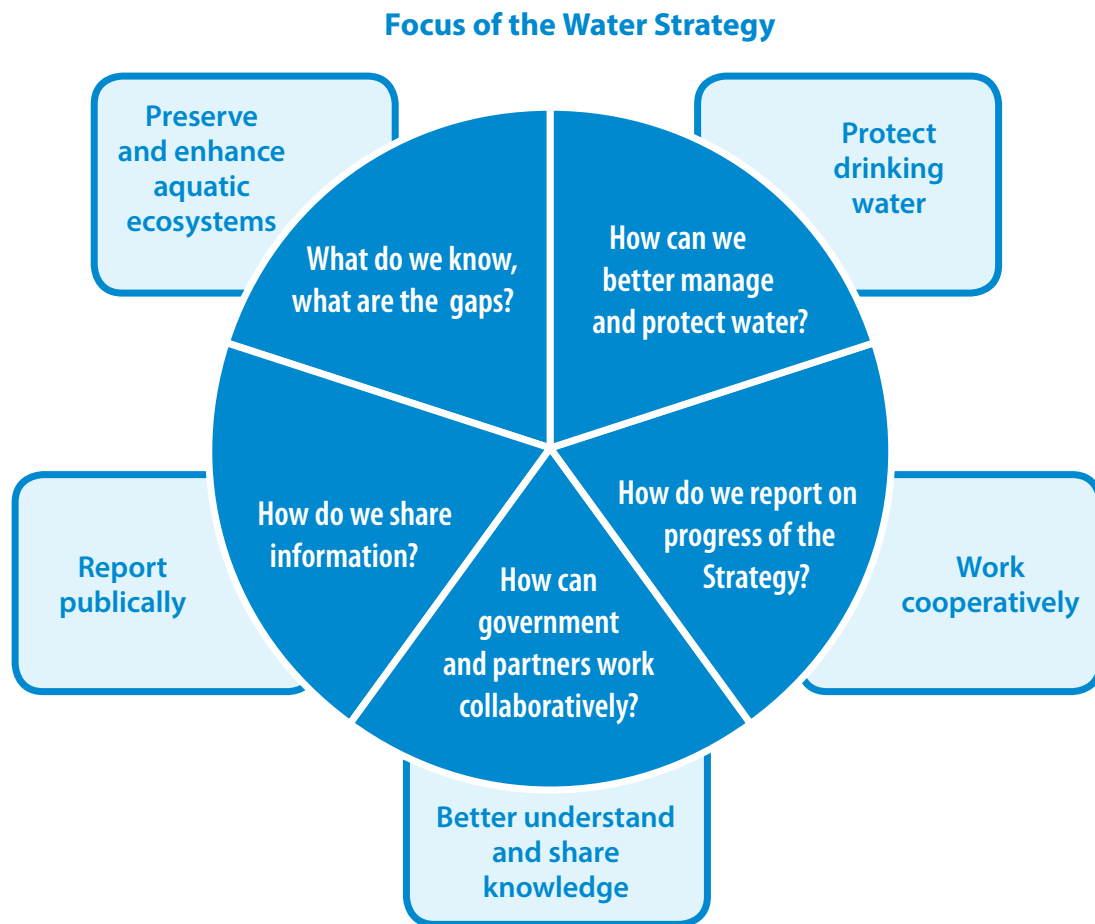 Focus of the Water Strategy
Preserve
and enhance
aquatic
ecosystems
Protect
drinking
water
What do we know,
what are the gaps?
How can we
better manage
and protect water?
How do we share
information?
How do we report on
progress of the
Strategy?
How can
government
and partners work
collaboratively?
Report
publically
Work
cooperatively
Better understand
and share
knowledge